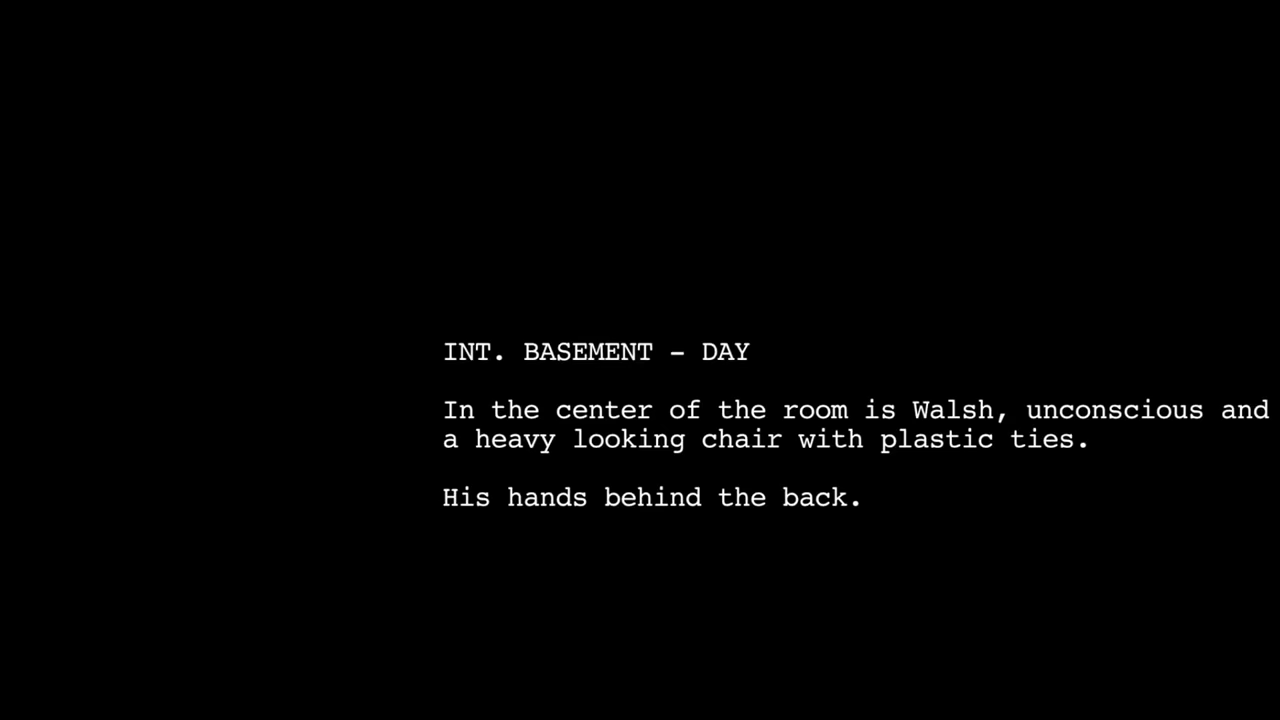 INT. BASEMENT - DAY
In the center of the room is Walsh, unconscious and
a heavy looking chair with plastic ties.
His hands behind the back.